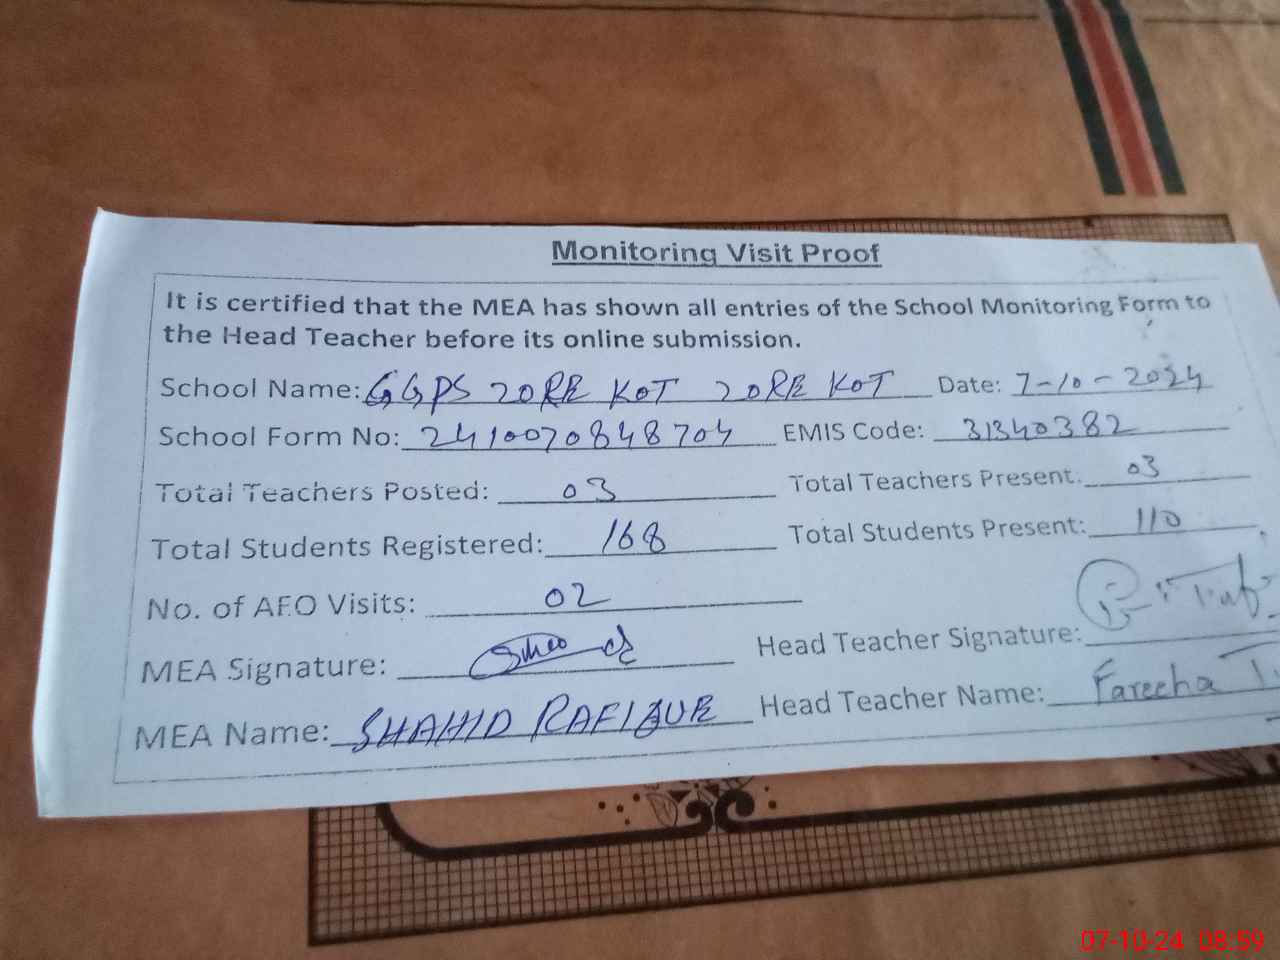 Monitoring Visit Proof
It is certified that the MEA has shown all entries of the School Monitoring Form to
the Head Teacher before its online submission.
School Name: GGPS 20RE KOT 20RE KOT Date: 7-10-2024
School Form No: 2410070848704 EMIS Code: 31340382
Total Teachers Posted: 03 Total Teachers Present: 03
Total Students Registered: 168 Total Students Present: 110
No. of AEO Visits: 02
MEA Signature: Head Teacher Signature:
MEA Name: SHAHID RAFIQUE Head Teacher Name: Fareeha
07-10-24 08:59